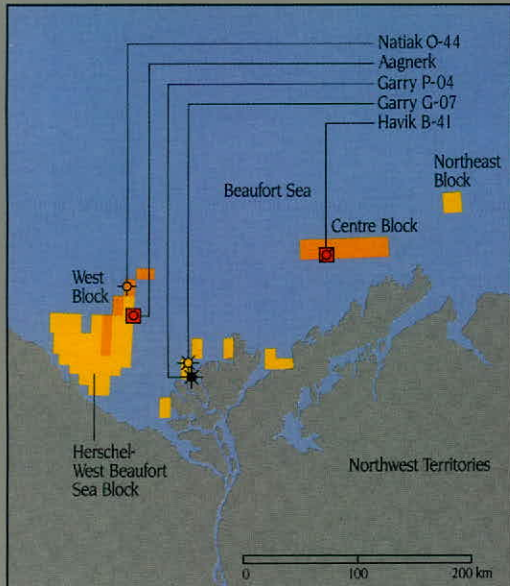 Natiak O-44
Aagnerk
Garry P-04
Garry G-07
Havik B-41
Northeast
Block
Beaufort Sea
Centre Block
West
Block
Herschel-
West Beaufort
Sea Block
Northwest Territories
0 100 200 km